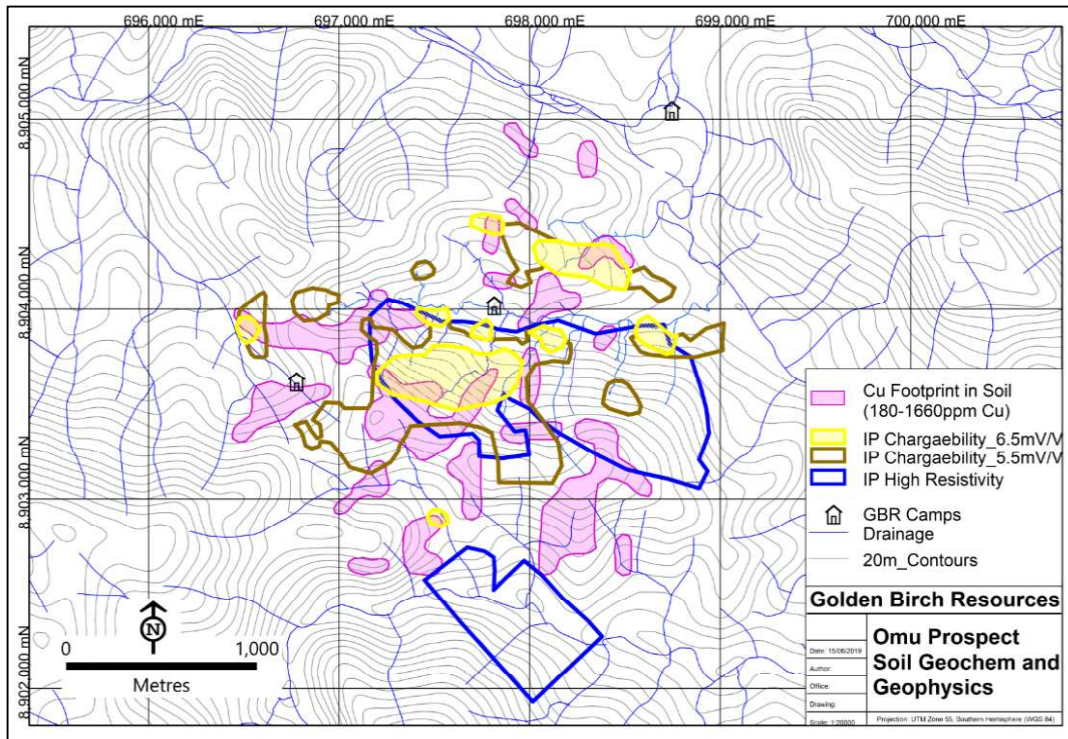 696,000 mE
697,000 mE
698,000 mE
699,000 mE
700,000 mE
8,905,000 mN
8,904,000 mN
8,903,000 mN
8,902,000 mN
Cu Footprint in Soil
(180-1660ppm Cu)
IP Chargaebility_6.5mV/V
IP Chargaebility_5.5mV/V
IP High Resistivity
GBR Camps
Drainage
20m_Contours
Golden Birch Resources
Omu Prospect
Soil Geochem and
Geophysics
Date: 15/06/2019
Author:
Office:
Drawing:
Scale: 1:20000
Projection: UTM Zone 55, Southern Hemisphere (WGS 84)
N
0 1,000
Metres